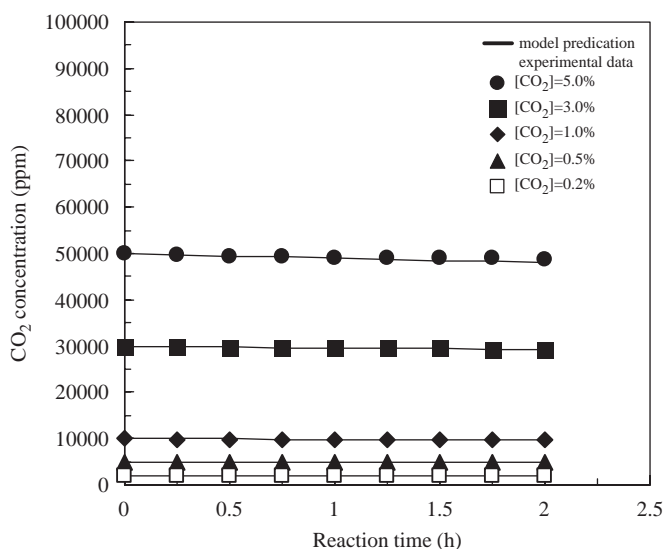 100000
90000
80000
70000
60000
50000
40000
30000
20000
10000
0
CO₂ concentration (ppm)
model predication
experimental data
[CO₂]=5.0%
[CO₂]=3.0%
[CO₂]=1.0%
[CO₂]=0.5%
[CO₂]=0.2%
0 0.5 1 1.5 2 2.5
Reaction time (h)